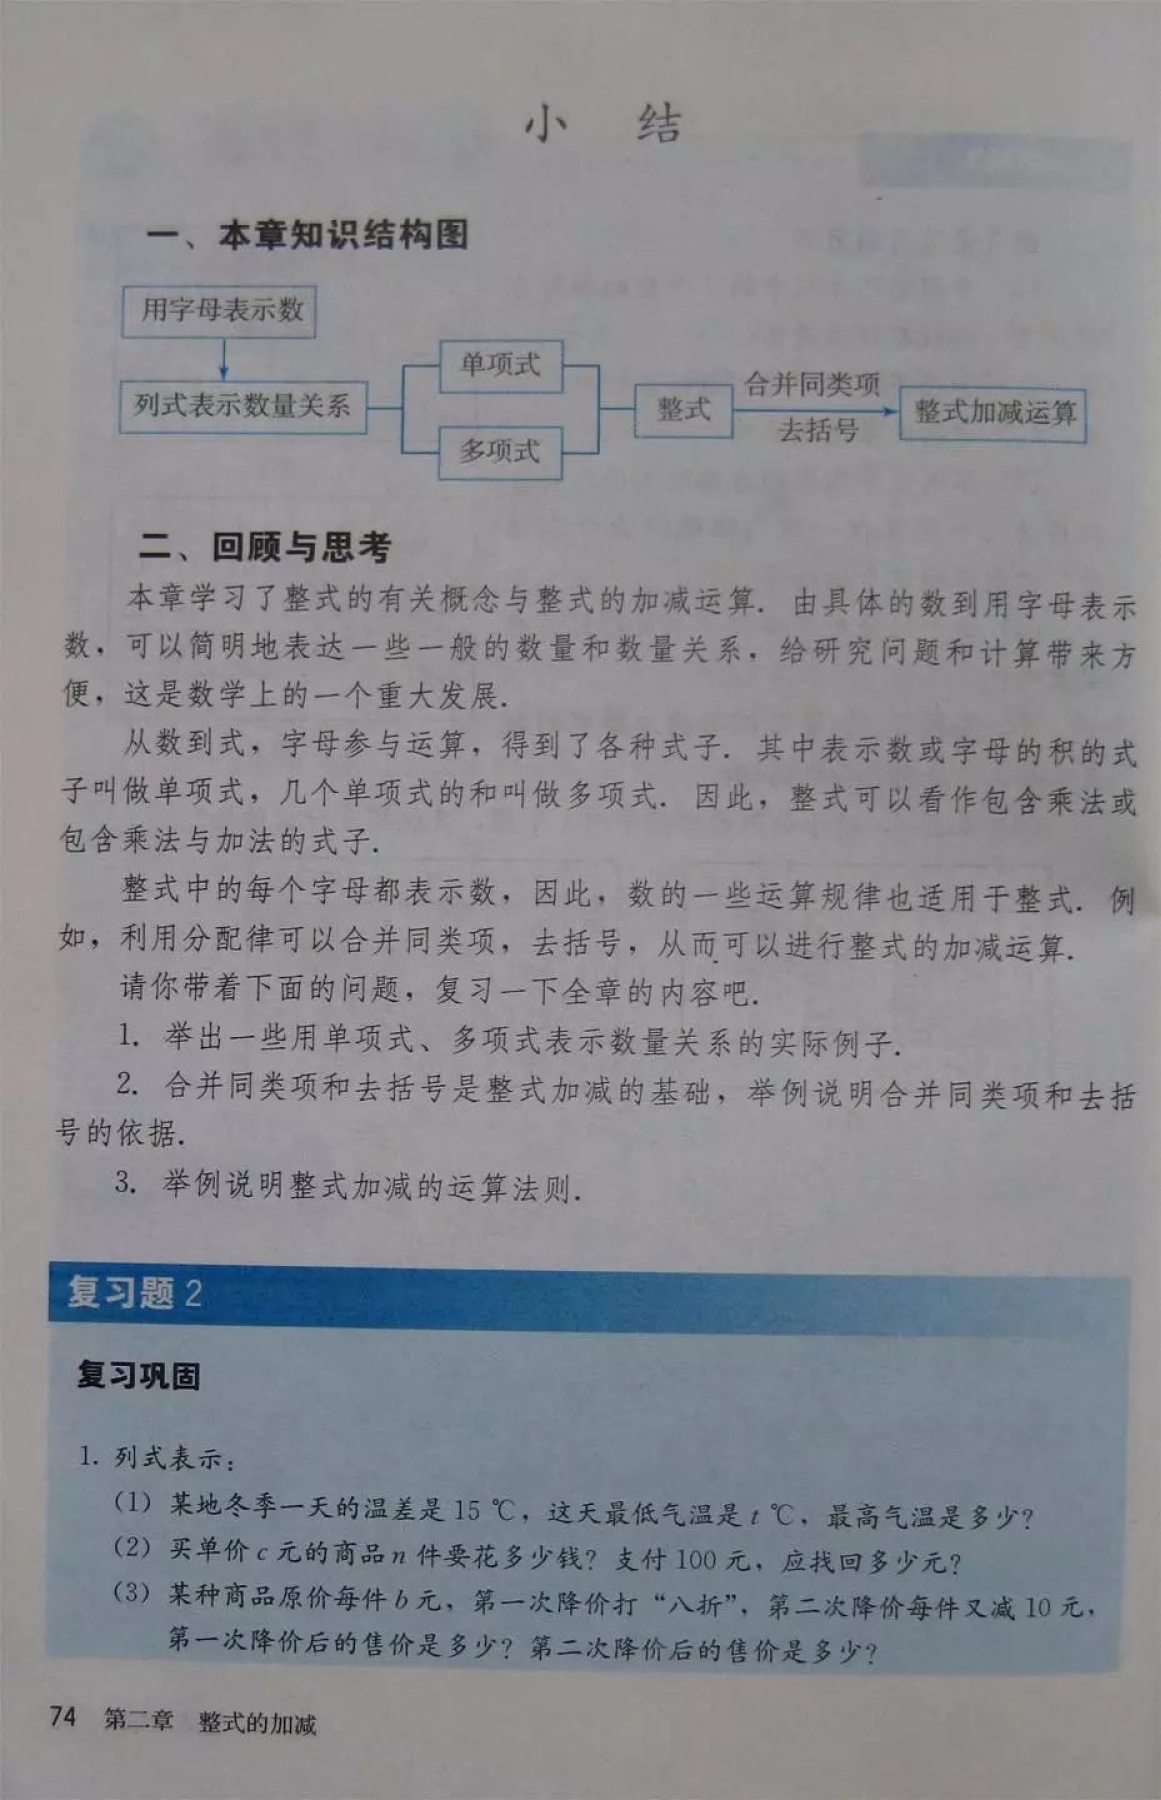 小 结
一、本章知识结构图
用字母表示数
列式表示数量关系
单项式
多项式
整式
合并同类项
去括号
整式加减运算
二、回顾与思考
本章学习了整式的有关概念与整式的加减运算. 由具体的数到用字母表示
数，可以简明地表达一些一般的数量和数量关系，给研究问题和计算带来方
便，这是数学上的一个重大发展.
从数到式，字母参与运算，得到了各种式子. 其中表示数或字母的积的式
子叫做单项式，几个单项式的和叫做多项式. 因此，整式可以看作包含乘法或
包含乘法与加法的式子.
整式中的每个字母都表示数，因此，数的一些运算规律也适用于整式. 例
如，利用分配律可以合并同类项，去括号，从而可以进行整式的加减运算.
请你带着下面的问题，复习一下全章的内容吧.
1. 举出一些用单项式、多项式表示数量关系的实际例子.
2. 合并同类项和去括号是整式加减的基础，举例说明合并同类项和去括
号的依据.
3. 举例说明整式加减的运算法则.
复习题 2
复习巩固
1. 列式表示：
(1) 某地冬季一天的温差是 15 ℃，这天最低气温是 t ℃，最高气温是多少？
(2) 买单价 c 元的商品 n 件要花多少钱？支付 100 元，应找回多少元？
(3) 某种商品原价每件 b 元，第一次降价打“八折”，第二次降价每件又减 10 元，
第一次降价后的售价是多少？第二次降价后的售价是多少？
74 第二章 整式的加减